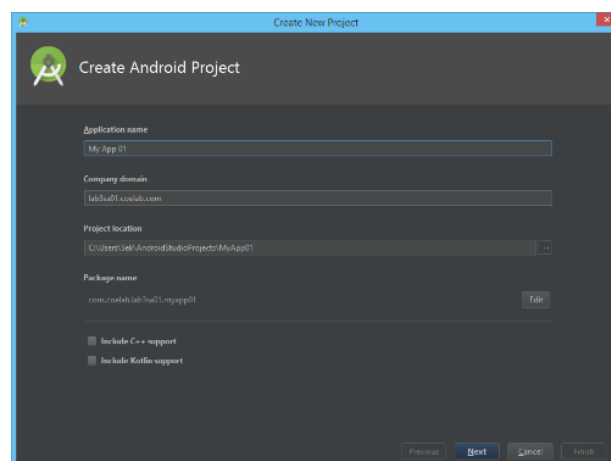 Create New Project
Create Android Project
Application name
My App 01
Company domain
lab3sa01.coelab.com
Project location
C:\Users\Sek\AndroidStudioProjects\MyApp01
...
Package name
com.coelab.lab3sa01.myapp01
Edit
Include C++ support
Include Kotlin support
Previous Next Cancel Finish